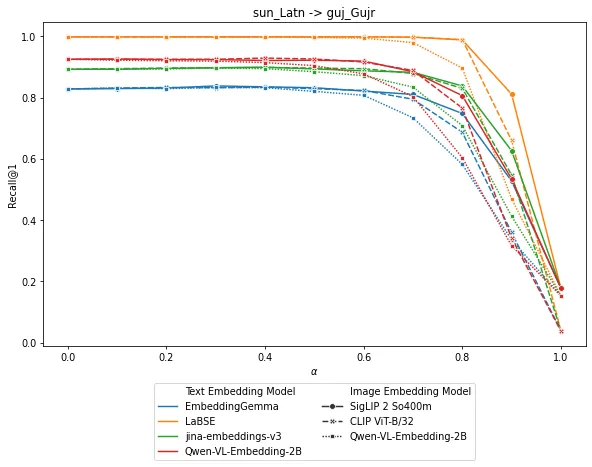 sun_Latn -> guj_Gujr
1.0
0.8
0.6
0.4
0.2
0.0
Recall@1
0.0 0.2 0.4 0.6 0.8 1.0
α
Text Embedding Model Image Embedding Model
EmbeddingGemma SigLIP 2 So400m
LaBSE CLIP ViT-B/32
jina-embeddings-v3 Qwen-VL-Embedding-2B
Qwen-VL-Embedding-2B